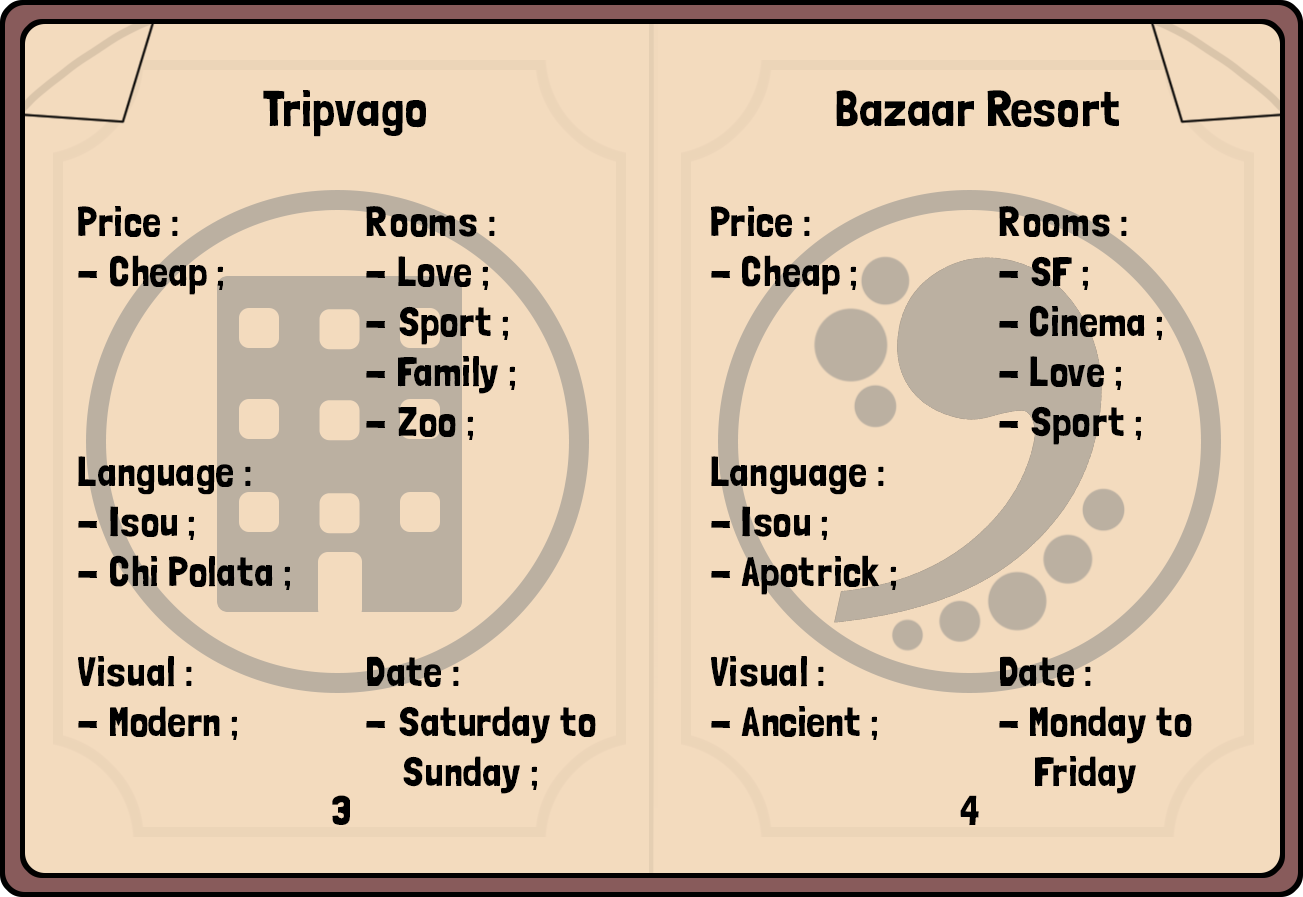 Tripvago
Price :
– Cheap ;
Rooms :
– Love ;
– Sport ;
– Family ;
– Zoo ;
Language :
– Isou ;
– Chi Polata ;
Visual :
– Modern ;
Date :
– Saturday to
Sunday ;
3
Bazaar Resort
Price :
– Cheap ;
Rooms :
– SF ;
– Cinema ;
– Love ;
– Sport ;
Language :
– Isou ;
– Apotrick ;
Visual :
– Ancient ;
Date :
– Monday to
Friday
4